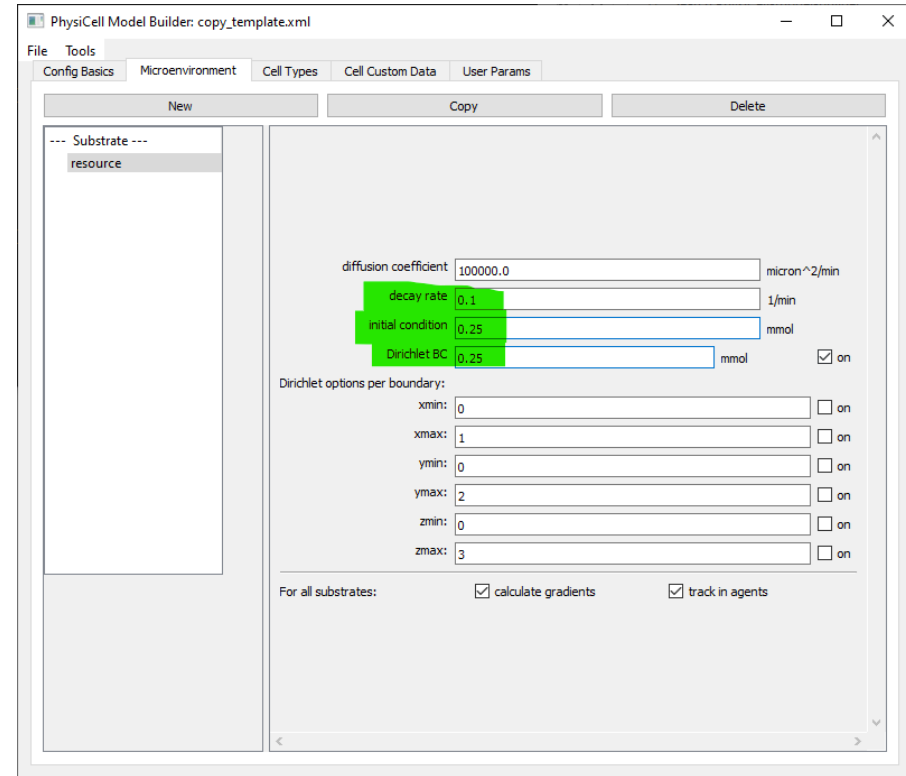 PhysiCell Model Builder: copy_template.xml
File Tools
Config Basics Microenvironment Cell Types Cell Custom Data User Params
New Copy Delete
--- Substrate ---
resource
diffusion coefficient 100000.0 micron^2/min
decay rate 0.1 1/min
initial condition 0.25 mmol
Dirichlet BC 0.25 mmol on
Dirichlet options per boundary:
xmin: 0 on
xmax: 1 on
ymin: 0 on
ymax: 2 on
zmin: 0 on
zmax: 3 on
For all substrates: calculate gradients track in agents